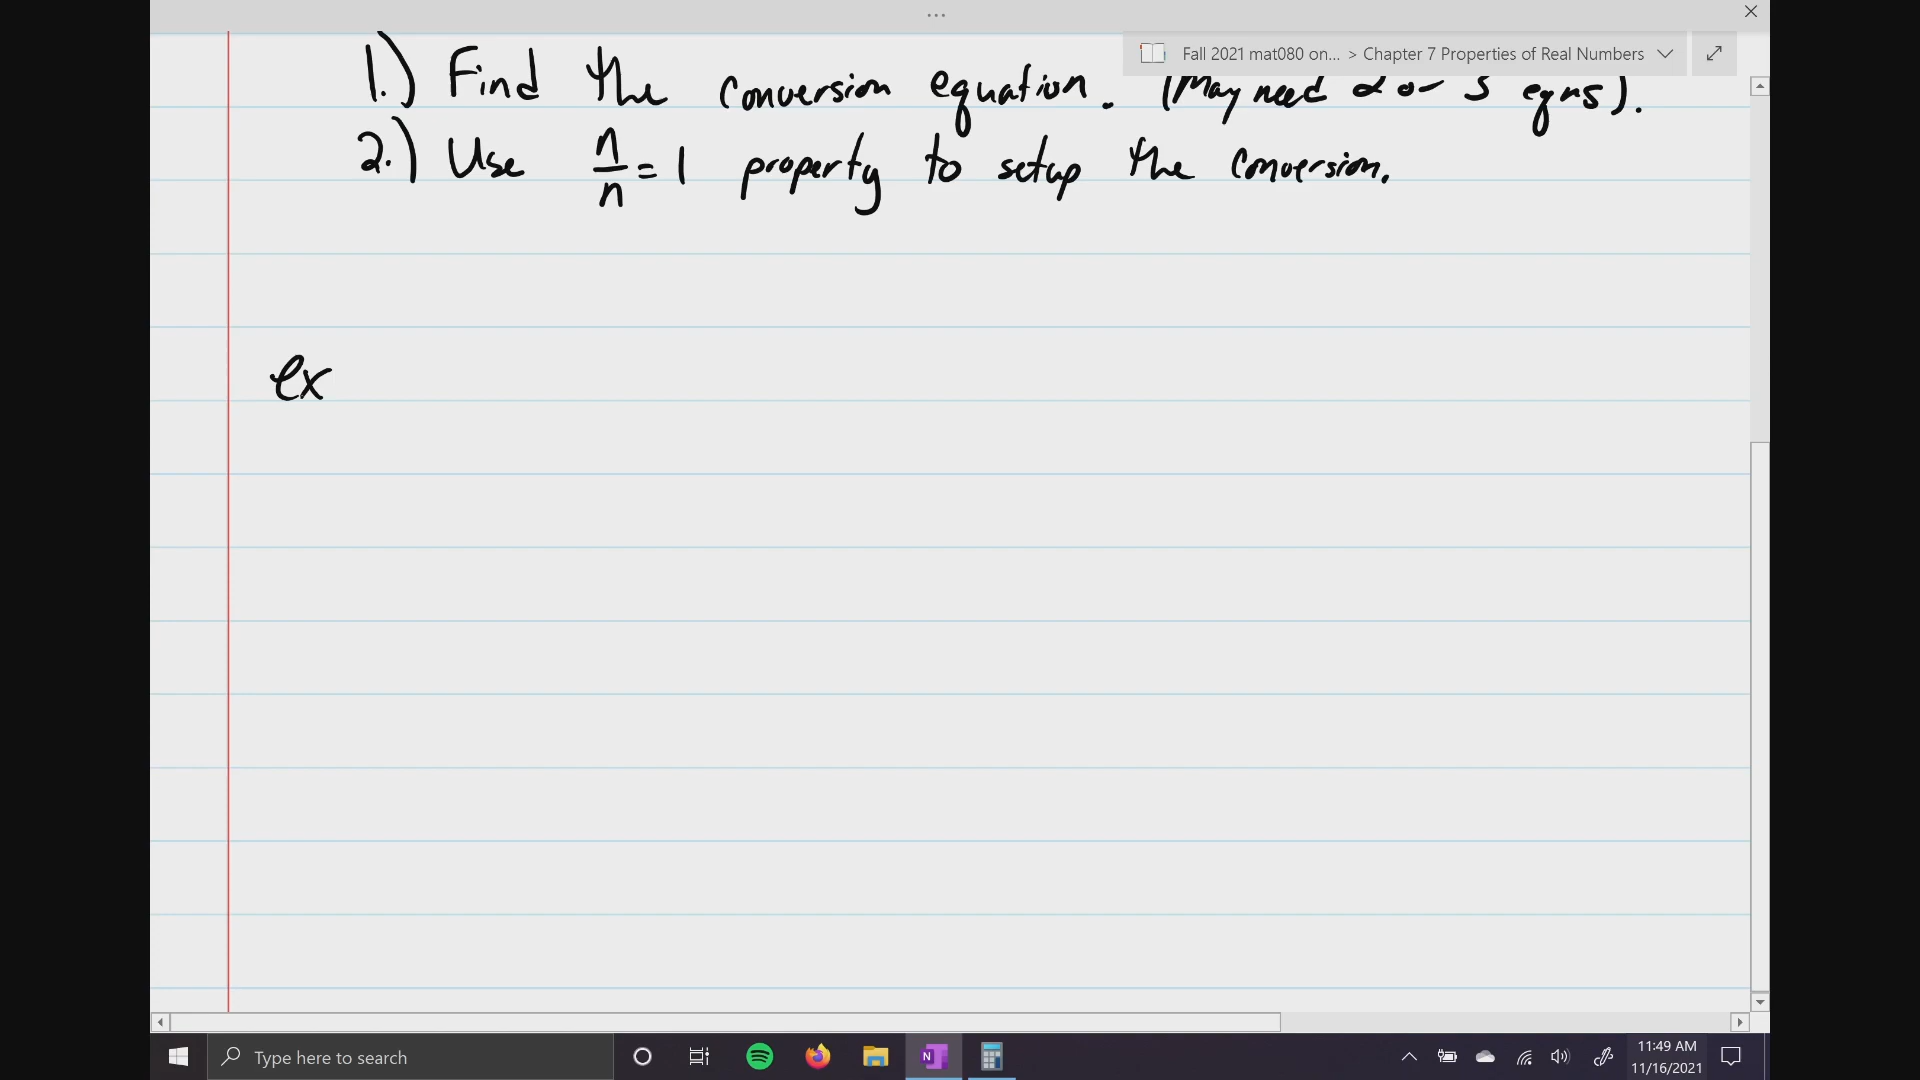 ...
Fall 2021 mat080 on... > Chapter 7 Properties of Real Numbers
1.) Find the conversion equation. (May need 2 or 3 eqns).
2.) Use n/n = 1 property to setup the conversion.
ex
Type here to search
11:49 AM
11/16/2021